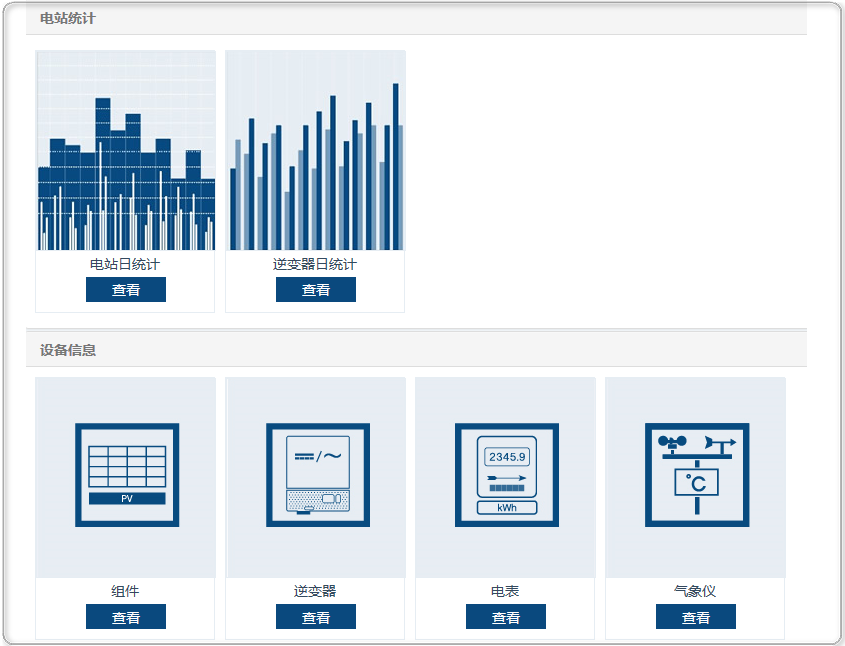 电站统计
电站日统计
逆变器日统计
查看
查看
设备信息
PV
2345.9
kWh
℃
组件
逆变器
电表
气象仪
查看
查看
查看
查看